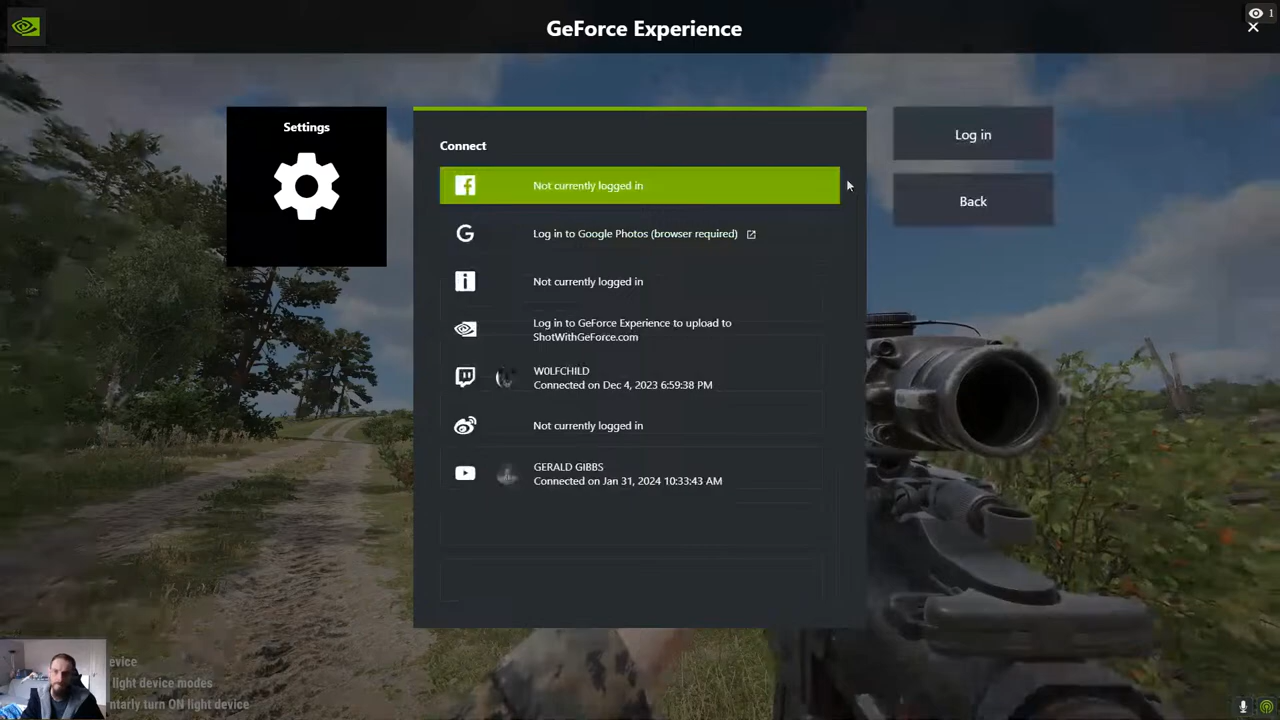 GeForce Experience
1
Settings
Connect
Not currently logged in
Log in to Google Photos (browser required)
Not currently logged in
Log in to GeForce Experience to upload to
ShotWithGeForce.com
W0LFCHILD
Connected on Dec 4, 2023 6:59:38 PM
Not currently logged in
GERALD GIBBS
Connected on Jan 31, 2024 10:33:43 AM
Log in
Back
light device modes
turn ON light device